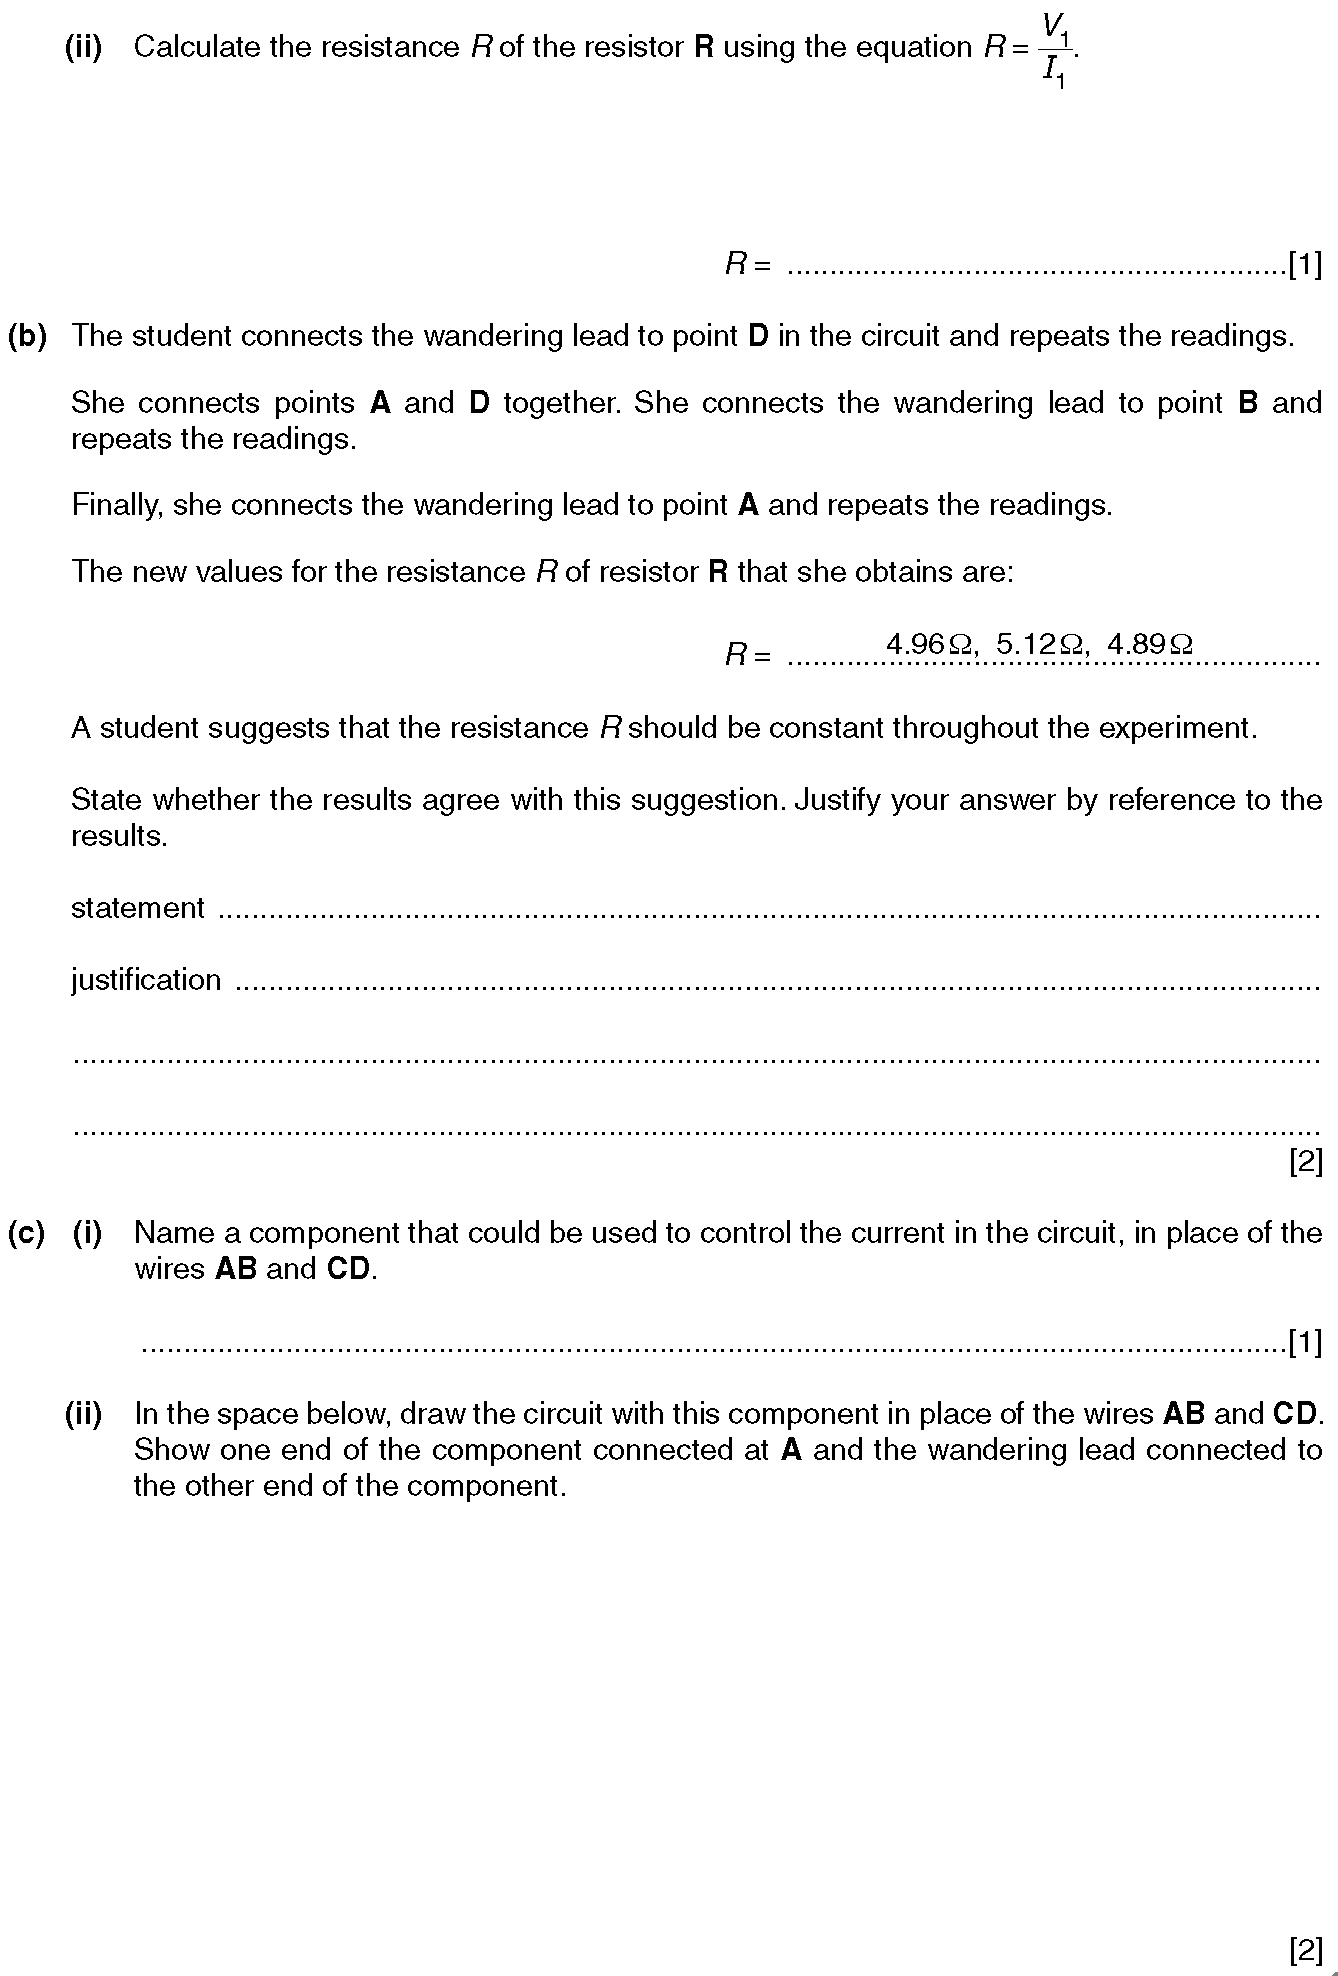 (ii) Calculate the resistance R of the resistor R using the equation R = V₁/I₁.
R = ............................................................[1]
(b) The student connects the wandering lead to point D in the circuit and repeats the readings.
She connects points A and D together. She connects the wandering lead to point B and
repeats the readings.
Finally, she connects the wandering lead to point A and repeats the readings.
The new values for the resistance R of resistor R that she obtains are:
R = ............4.96 Ω, 5.12 Ω, 4.89 Ω...............
A student suggests that the resistance R should be constant throughout the experiment.
State whether the results agree with this suggestion. Justify your answer by reference to the
results.
statement ....................................................................................................
justification ....................................................................................................
....................................................................................................
....................................................................................................
[2]
(c) (i) Name a component that could be used to control the current in the circuit, in place of the
wires AB and CD.
....................................................................................................[1]
(ii) In the space below, draw the circuit with this component in place of the wires AB and CD.
Show one end of the component connected at A and the wandering lead connected to
the other end of the component.
[2]